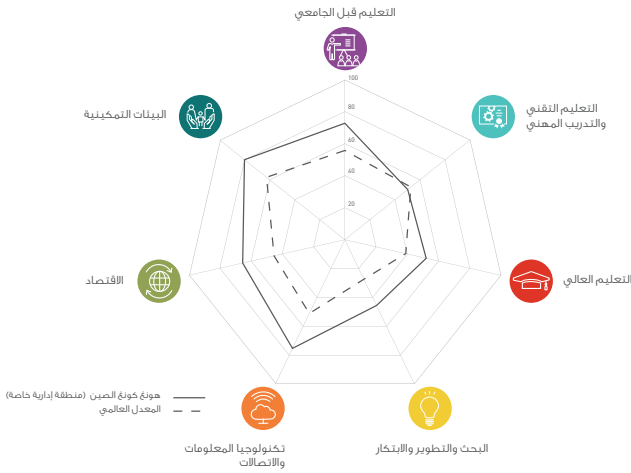 التعليم قبل الجامعي
التعليم التقني
والتدريب المهني
البيئات التمكينية
100
80
60
40
20
الاقتصاد
التعليم العالي
هونغ كونغ الصين (منطقة إدارية خاصة)
المعدل العالمي
تكنولوجيا المعلومات
والاتصالات
البحث والتطوير والابتكار